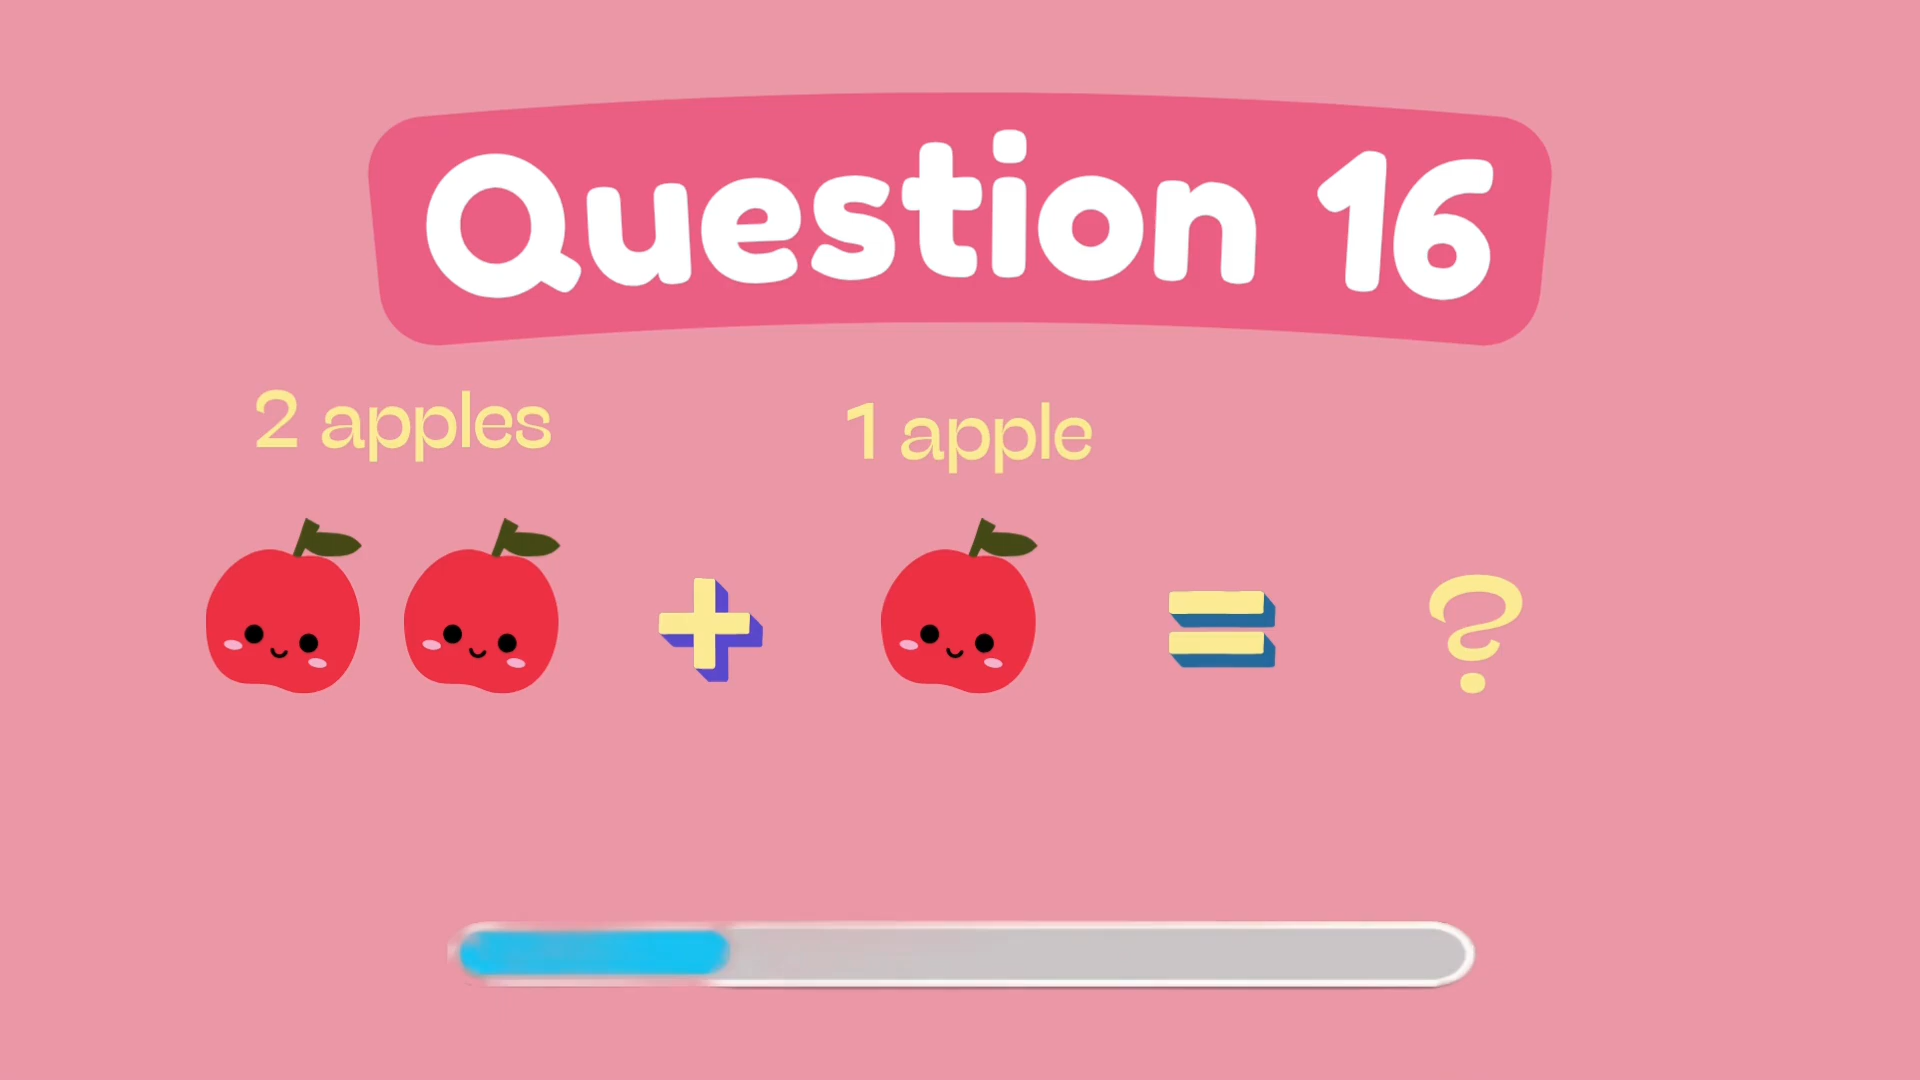 Question 16
2 apples
1 apple
+ = ?